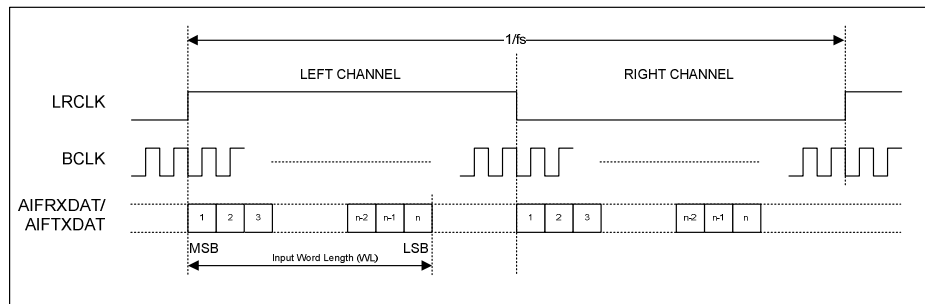 1/fs
LEFT CHANNEL
RIGHT CHANNEL
LRCLK
BCLK
AIFRXDAT/
AIFTXDAT
1 2 3 n-2 n-1 n 1 2 3 n-2 n-1 n
MSB LSB
Input Word Length (WL)